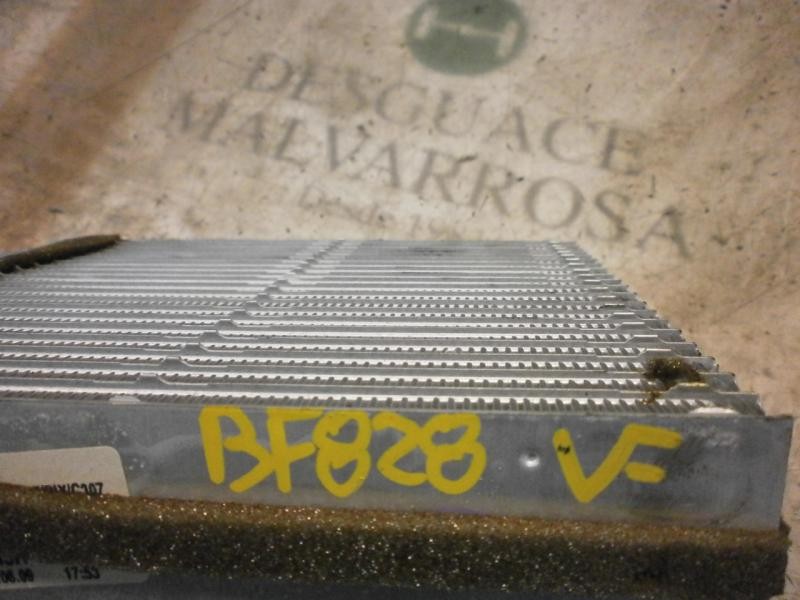 DESGUACE
MALVARROSA
BF828 VF
17:53